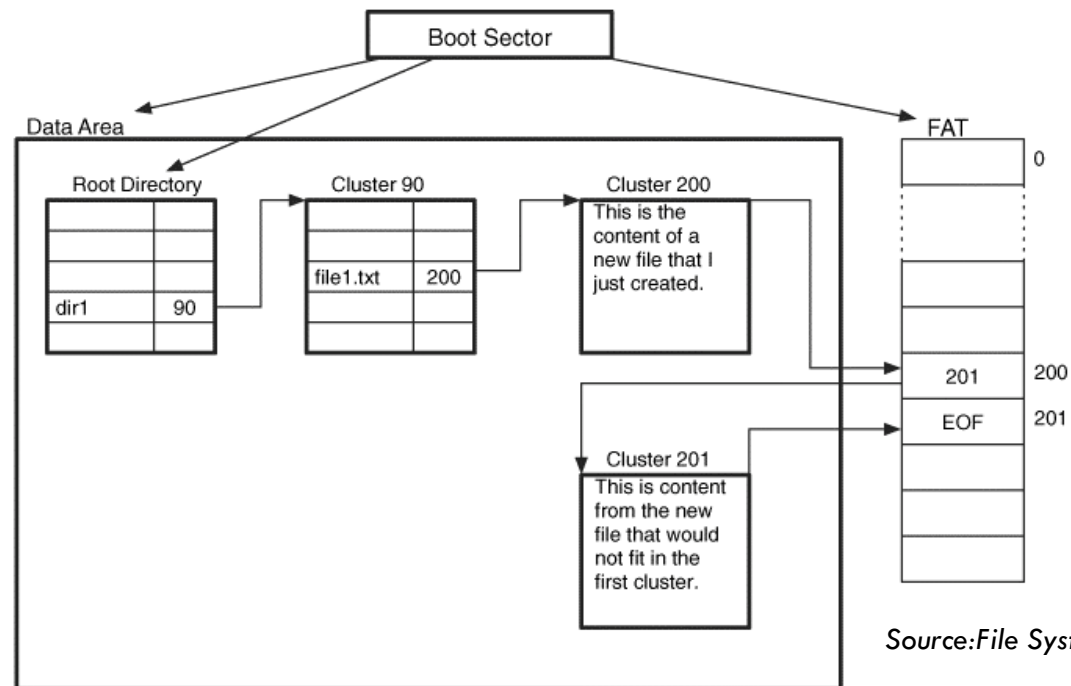 Boot Sector
Data Area
FAT
0
Root Directory
Cluster 90
Cluster 200
dir1 90
file1.txt 200
This is the
content of a
new file that I
just created.
201 200
EOF 201
Cluster 201
This is content
from the new
file that would
not fit in the
first cluster.
Source:File Syst